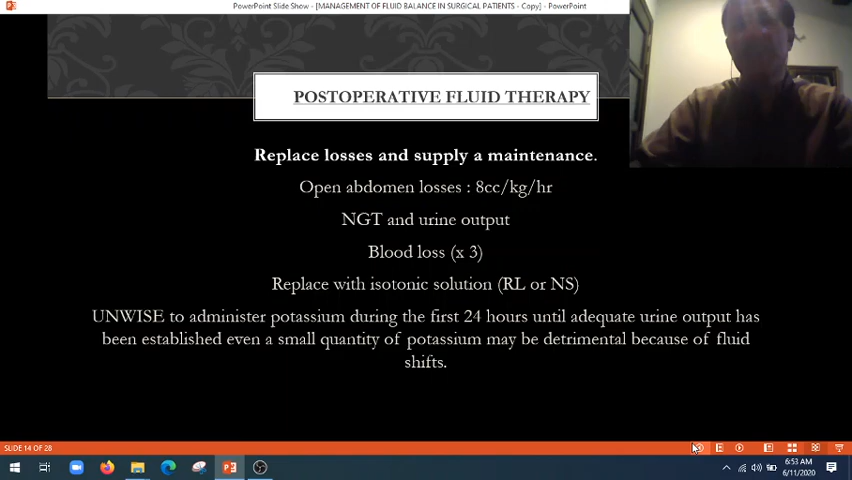 PowerPoint Slide Show - [MANAGEMENT OF FLUID BALANCE IN SURGICAL PATIENTS - Copy] - PowerPoint
POSTOPERATIVE FLUID THERAPY
Replace losses and supply a maintenance.
Open abdomen losses : 8cc/kg/hr
NGT and urine output
Blood loss (x 3)
Replace with isotonic solution (RL or NS)
UNWISE to administer potassium during the first 24 hours until adequate urine output has
been established even a small quantity of potassium may be detrimental because of fluid
shifts.
SLIDE 14 OF 28
6:53 AM
6/11/2020